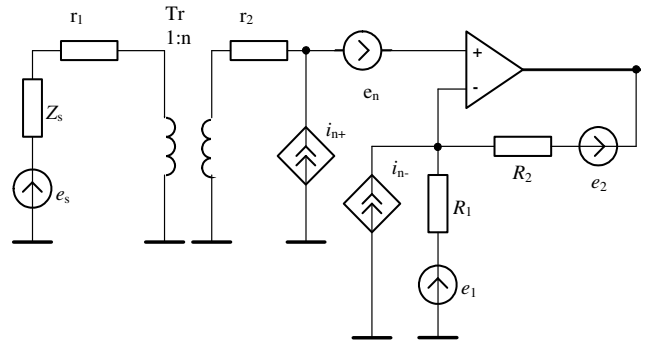 r1
Tr
1:n
r2
Zs
es
en
+
-
in+
in-
R1
R2
e2
e1